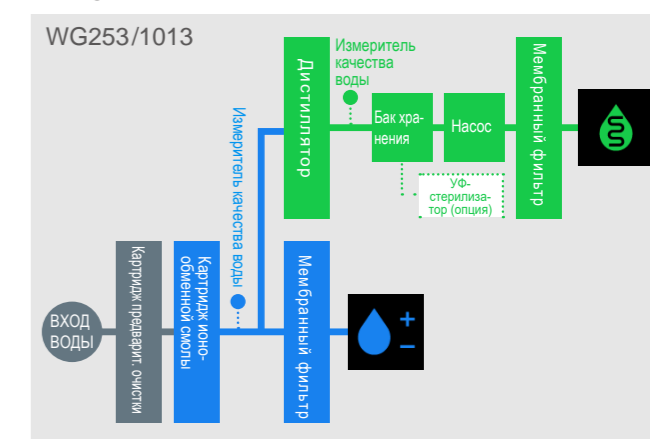 WG253/1013
Измеритель
качества
воды
Дистиллятор
Бак хра-
нения
Насос
Мембранный фильтр
УФ-
стерилиза-
тор (опция)
Измеритель качества воды
ВХОД
ВОДЫ
Картридж предварит. очистки
Картридж ионо-
обменной смолы
Мембранный фильтр
+
−